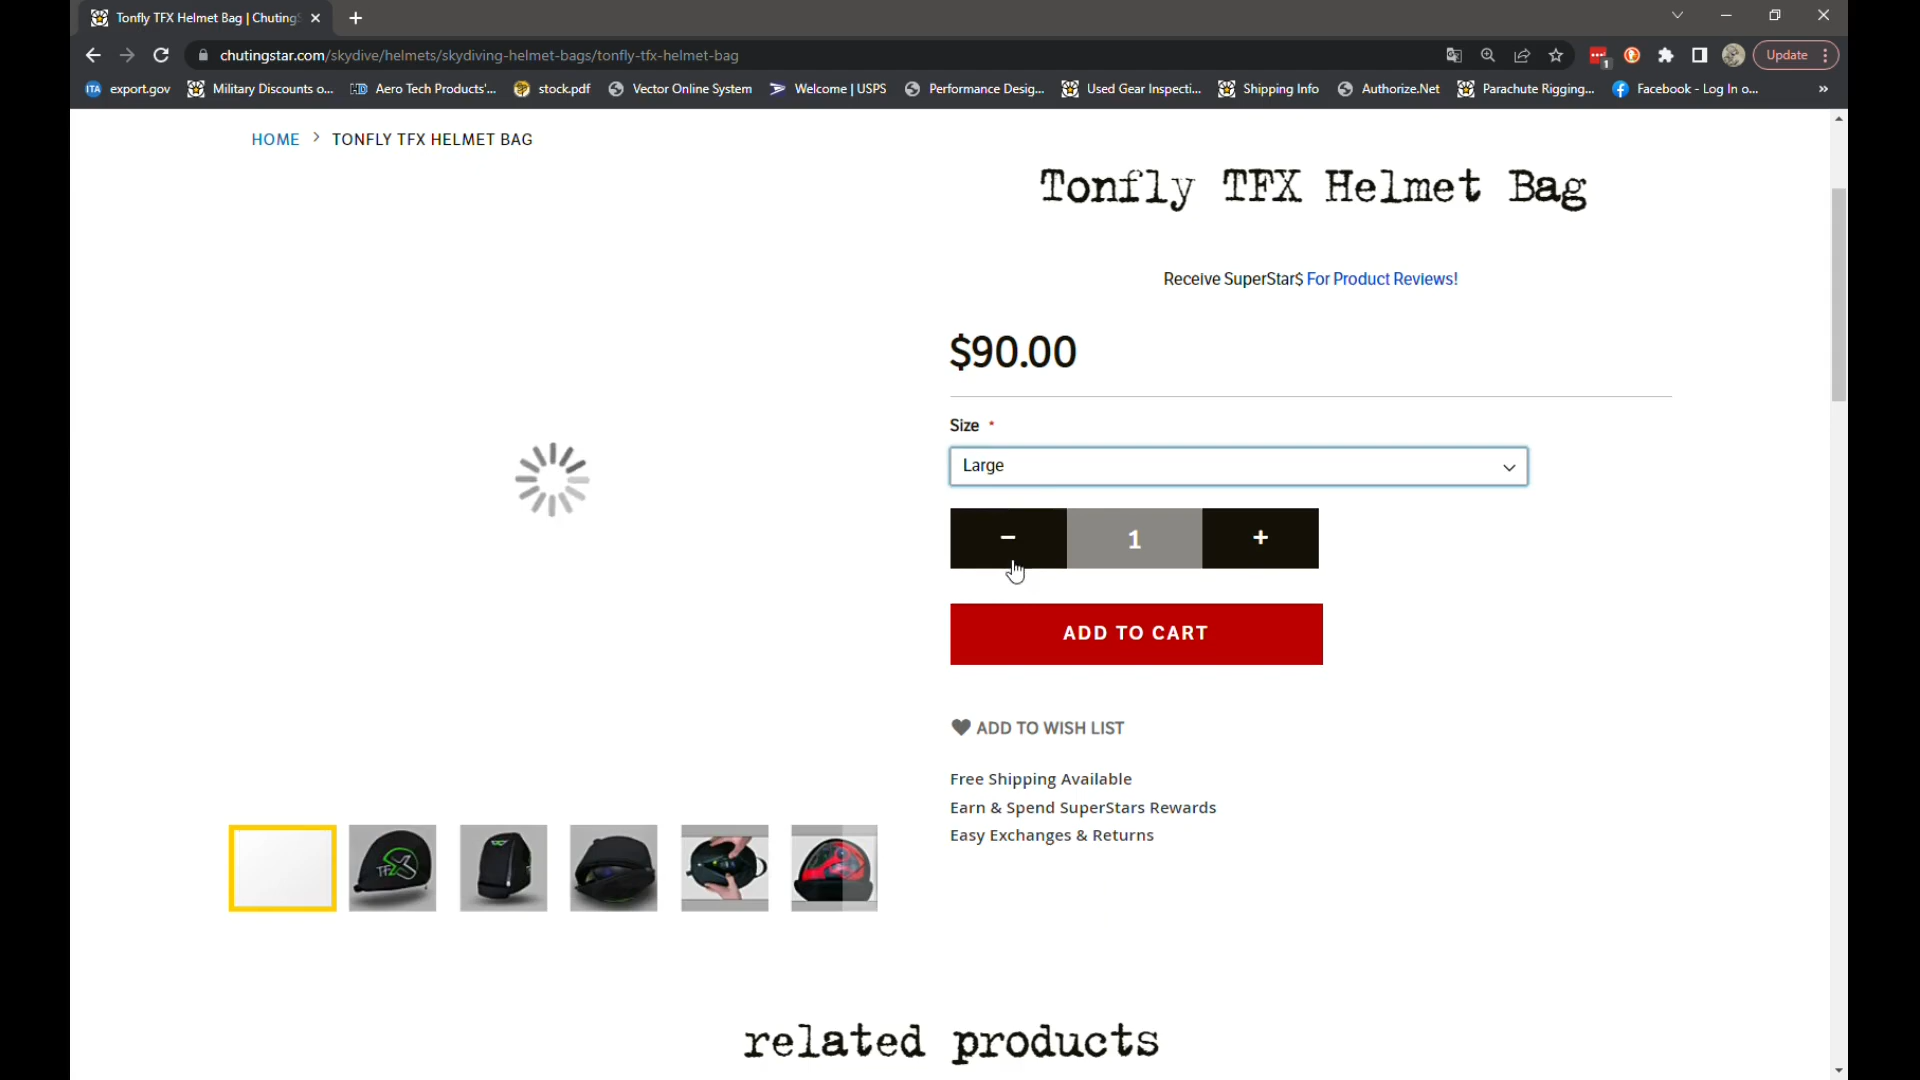 Tonfly TFX Helmet Bag | Chuting
chutingstar.com/skydive/helmets/skydiving-helmet-bags/tonfly-tfx-helmet-bag
1
Update
ITA export.gov
Military Discounts o...
Aero Tech Products'...
stock.pdf
Vector Online System
Welcome | USPS
Performance Desig...
Used Gear Inspecti...
Shipping Info
Authorize.Net
Parachute Rigging...
Facebook - Log In o...
»
HOME > TONFLY TFX HELMET BAG
Tonfly TFX Helmet Bag
Receive SuperStar$ For Product Reviews!
$90.00
Size *
Large
− 1 +
ADD TO CART
ADD TO WISH LIST
Free Shipping Available
Earn & Spend SuperStars Rewards
Easy Exchanges & Returns
TFX
related products